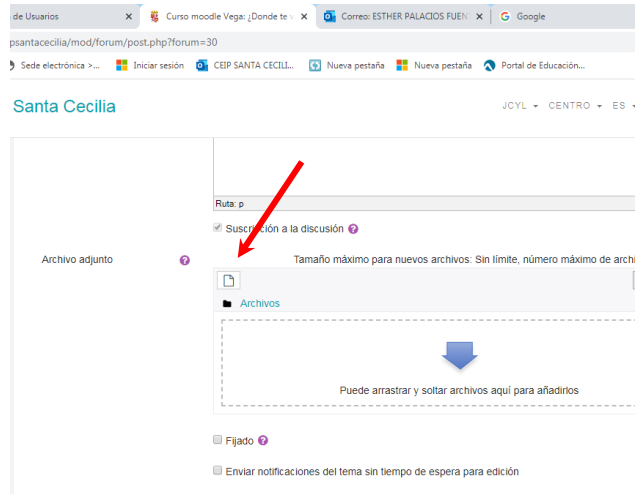 de Usuarios
Curso moodle Vega: ¿Donde te v
Correo: ESTHER PALACIOS FUEN
Google
psantacecilia/mod/forum/post.php?forum=30
Sede electrónica >...
Iniciar sesión
CEIP SANTA CECILI...
Nueva pestaña
Nueva pestaña
Portal de Educación...
Santa Cecilia
JCYL
CENTRO
ES
Ruta: p
Suscripción a la discusión
Archivo adjunto
Tamaño máximo para nuevos archivos: Sin límite, número máximo de archi
Archivos
Puede arrastrar y soltar archivos aquí para añadirlos
Fijado
Enviar notificaciones del tema sin tiempo de espera para edición